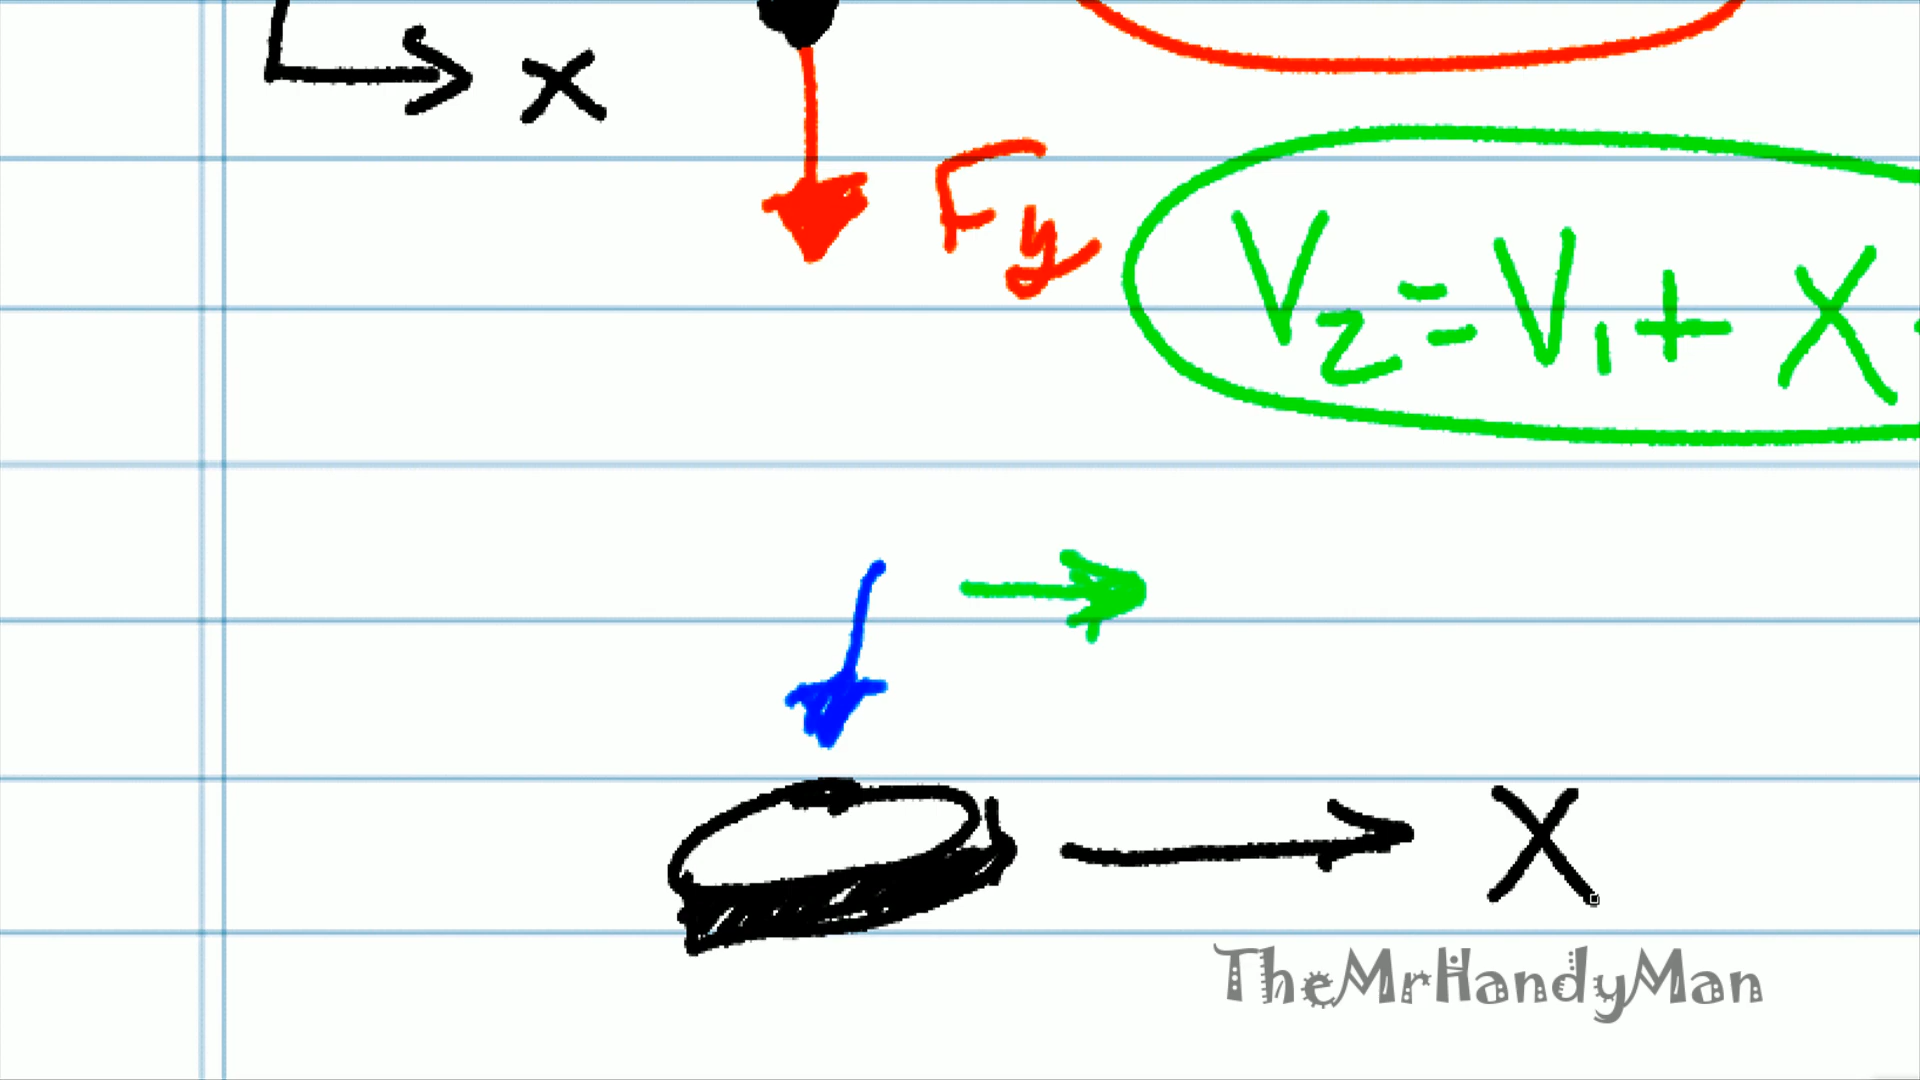 x
Fy
V2=V1+X
X
TheMrHandyMan